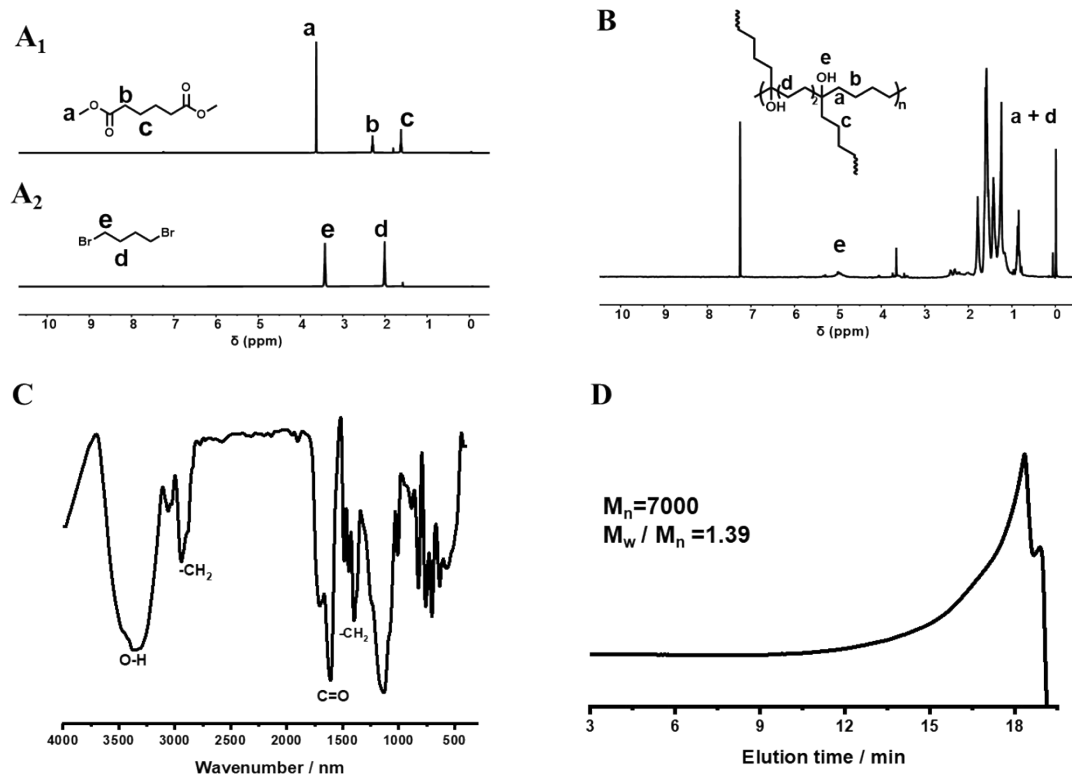 A1
a
b
c
a
b
c
O
O
O
O
A2
e
d
Br
Br
e
d
10 9 8 7 6 5 4 3 2 1 0
δ (ppm)
B
e
d
OH
b
2
a
n
OH
c
a + d
e
10 9 8 7 6 5 4 3 2 1 0
δ (ppm)
C
-CH2
O-H
-CH2
C=O
4000 3500 3000 2500 2000 1500 1000 500
Wavenumber / nm
D
Mn=7000
Mw / Mn =1.39
3 6 9 12 15 18
Elution time / min